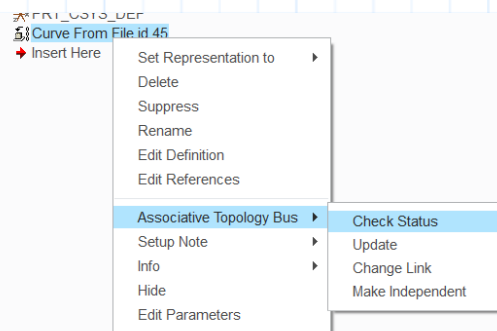 PRT_CSYS_DEF
Curve From File id 45
Insert Here
Set Representation to
Delete
Suppress
Rename
Edit Definition
Edit References
Associative Topology Bus
Setup Note
Info
Hide
Edit Parameters
Check Status
Update
Change Link
Make Independent